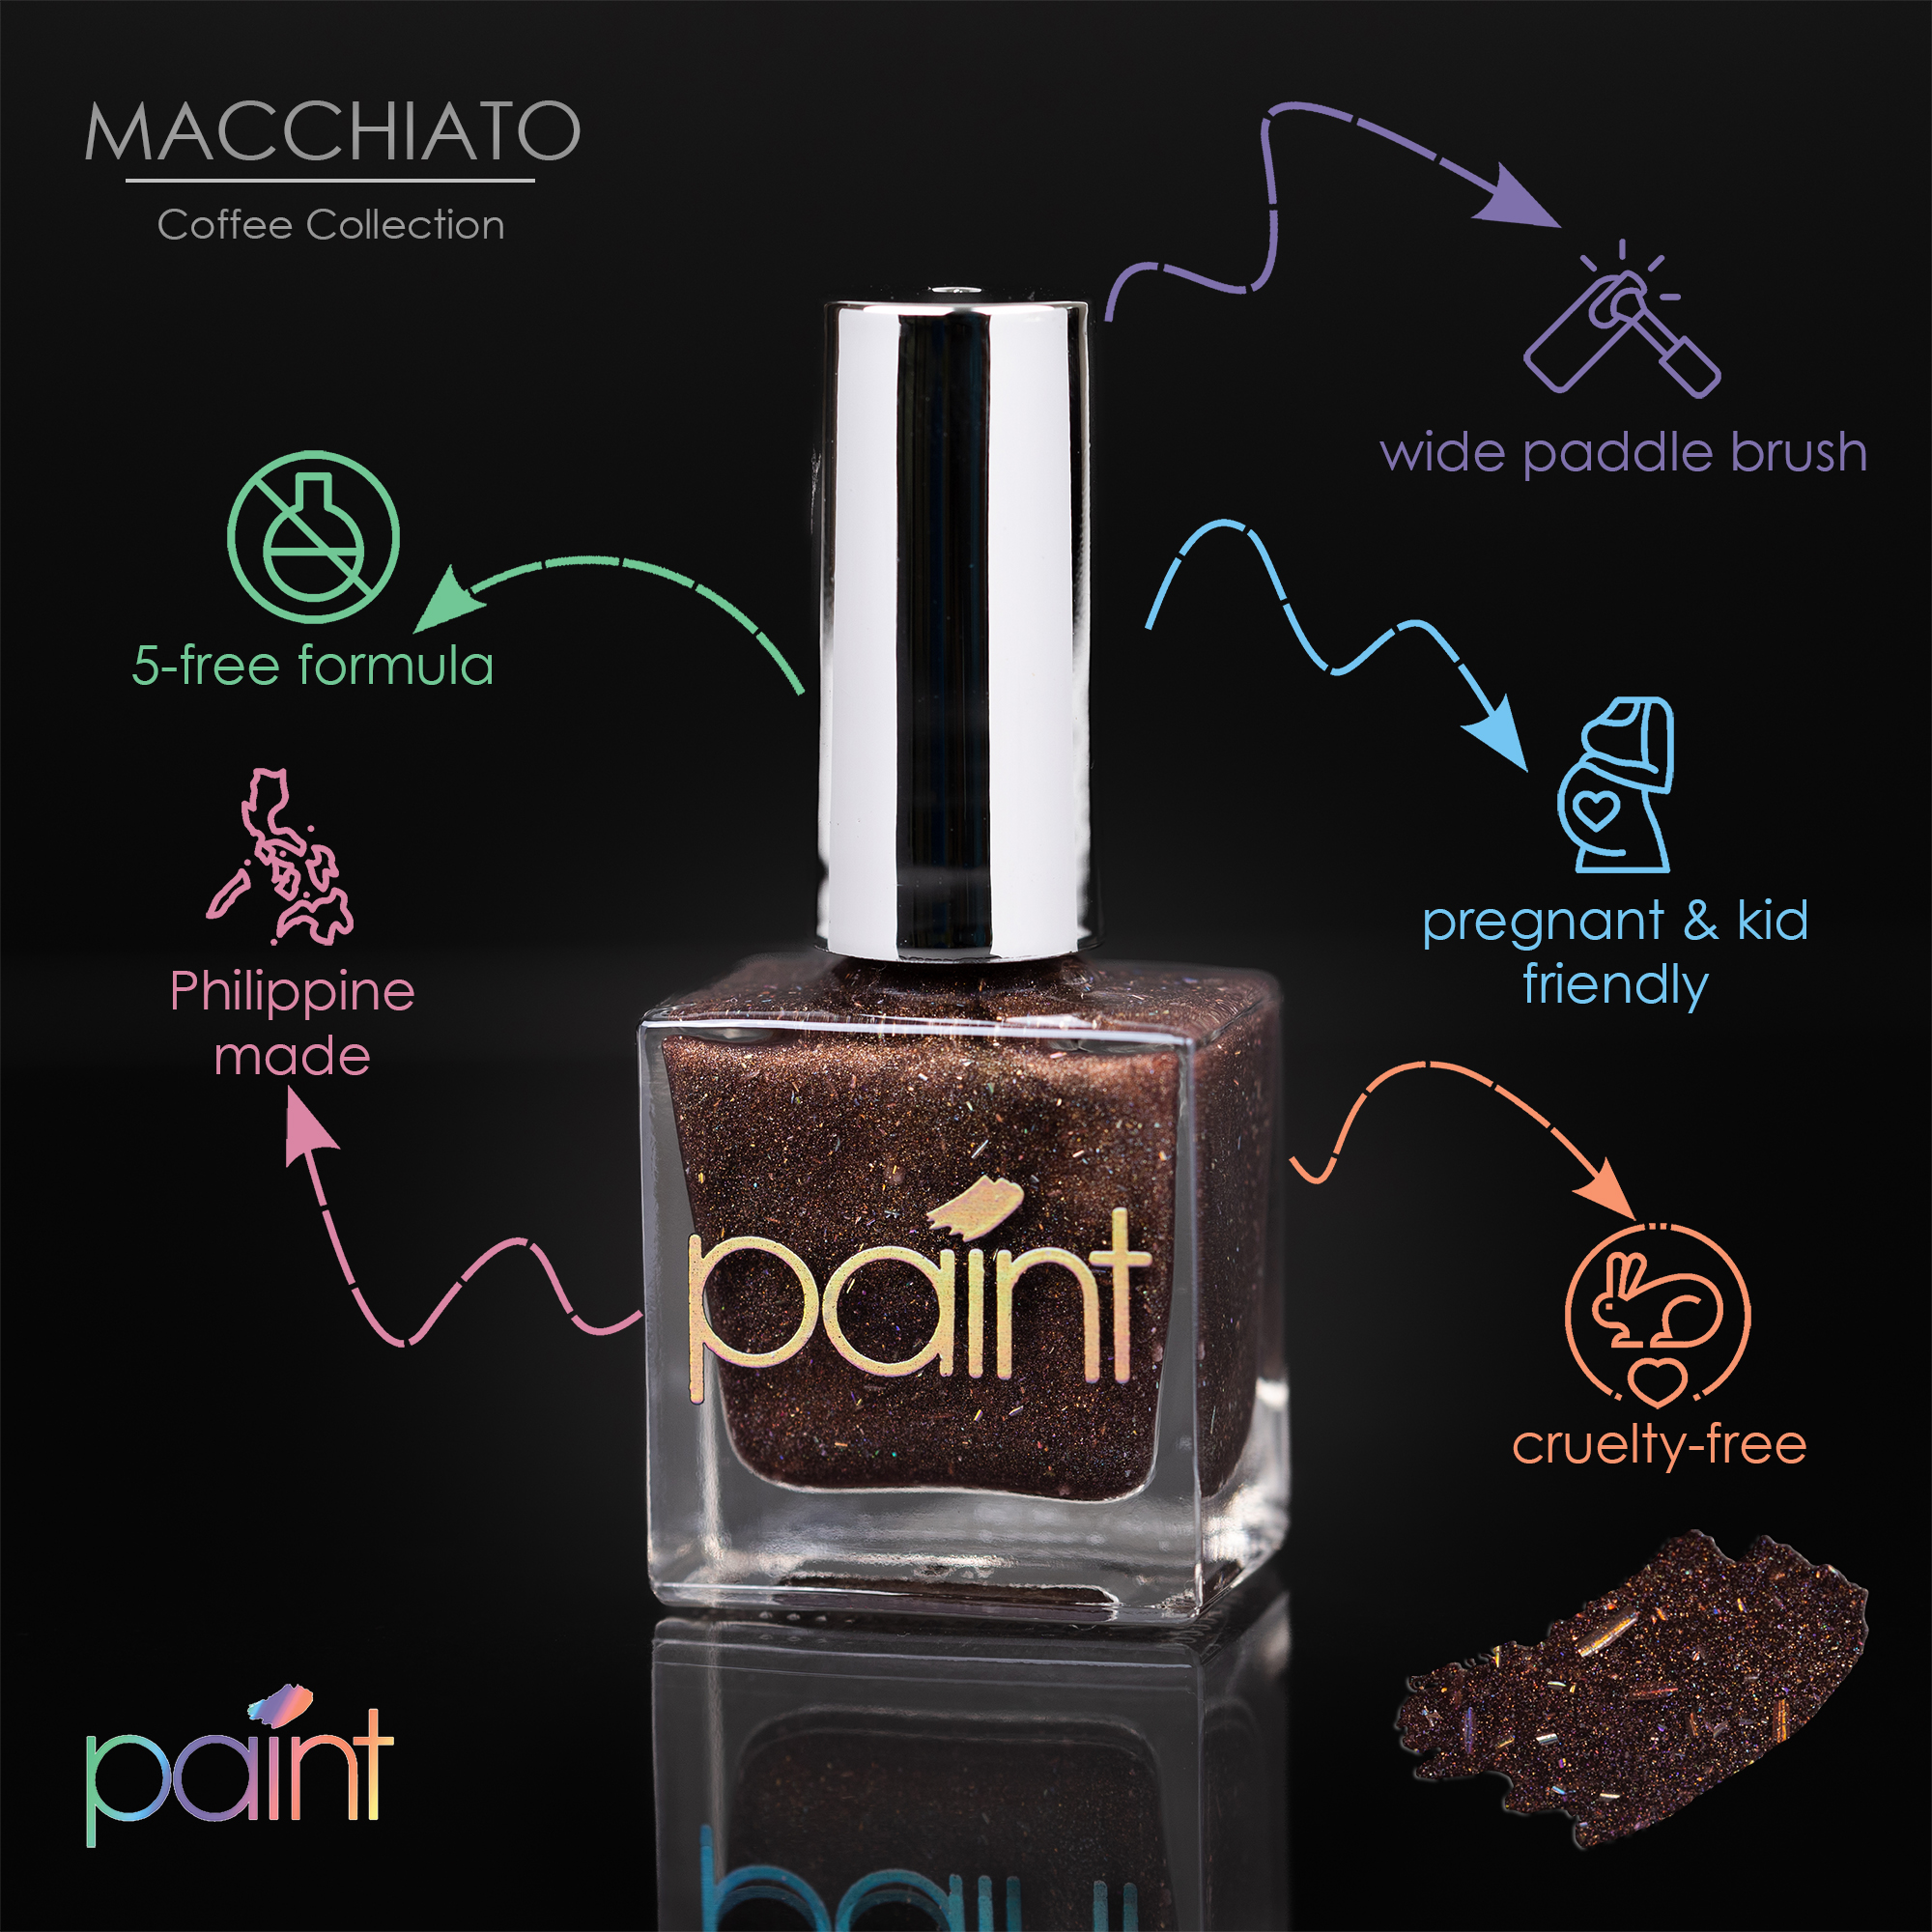 MACCHIATO
Coffee Collection
wide paddle brush
5-free formula
pregnant & kid
friendly
Philippine
made
paint
cruelty-free
paint